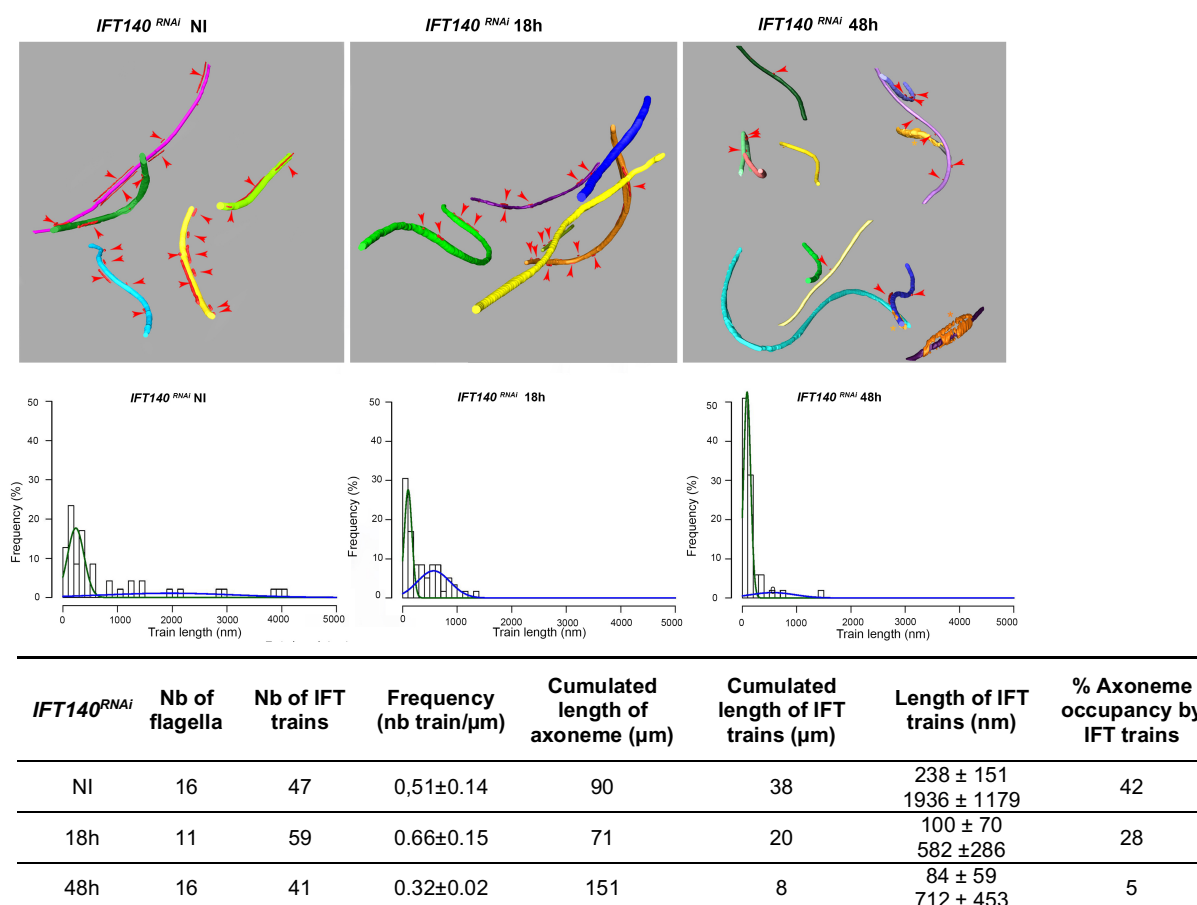 IFT140 RNAi NI
IFT140 RNAi 18h
IFT140 RNAi 48h
IFT140 RNAi NI
50
40
30
20
10
0
Frequency (%)
0
1000
2000
3000
4000
5000
Train length (nm)
IFT140 RNAi 18h
50
40
30
20
10
0
Frequency (%)
0
1000
2000
3000
4000
5000
Train length (nm)
IFT140 RNAi 48h
50
40
30
20
10
0
Frequency (%)
0
1000
2000
3000
4000
5000
Train length (nm)
IFT140RNAi
Nb of
flagella
Nb of IFT
trains
Frequency
(nb train/µm)
Cumulated
length of
axoneme (µm)
Cumulated
length of IFT
trains (µm)
Length of IFT
trains (nm)
% Axoneme
occupancy by
IFT trains
NI
16
47
0,51±0.14
90
38
238 ± 151
1936 ± 1179
42
18h
11
59
0.66±0.15
71
20
100 ± 70
582 ±286
28
48h
16
41
0.32±0.02
151
8
84 ± 59
712 ± 453
5